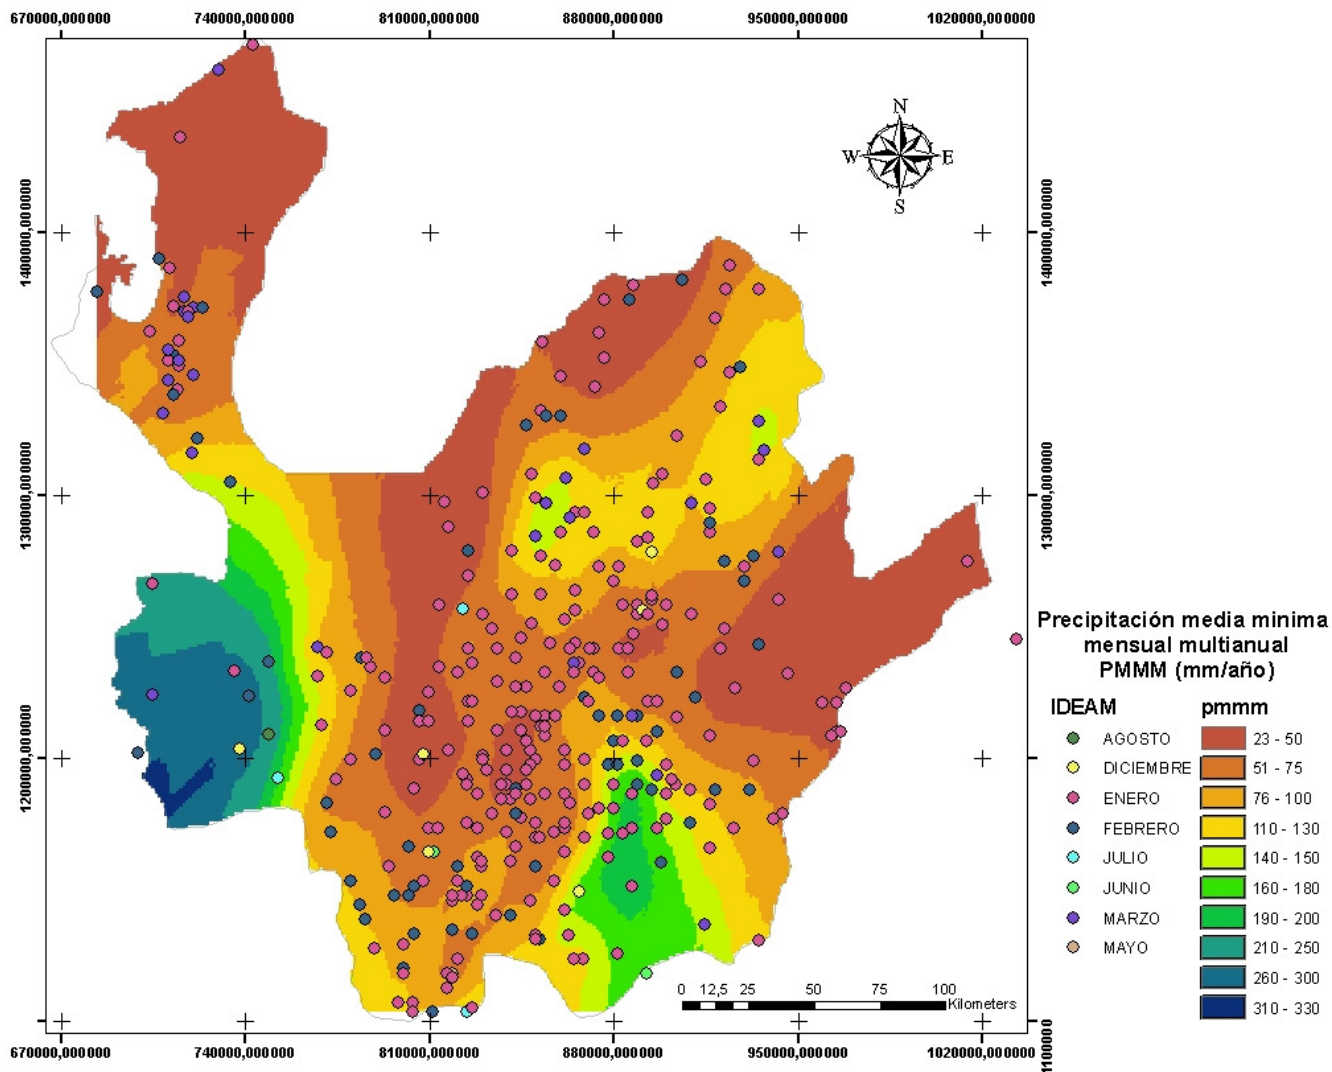 670000,000000 740000,000000 810000,000000 880000,000000 950000,000000 1020000,000000
N
W E
S
1400000,000000 1400000,000000
1300000,000000 1300000,000000
1200000,000000 1200000,000000
1100000,000000
Precipitación media minima
mensual multianual
PMMM (mm/año)
IDEAM pmmm
AGOSTO 23 - 50
DICIEMBRE 51 - 75
ENERO 76 - 100
FEBRERO 110 - 130
JULIO 140 - 150
JUNIO 160 - 180
MARZO 190 - 200
MAYO 210 - 250
260 - 300
310 - 330
0 12,5 25 50 75 100
Kilometers
670000,000000 740000,000000 810000,000000 880000,000000 950000,000000 1020000,000000